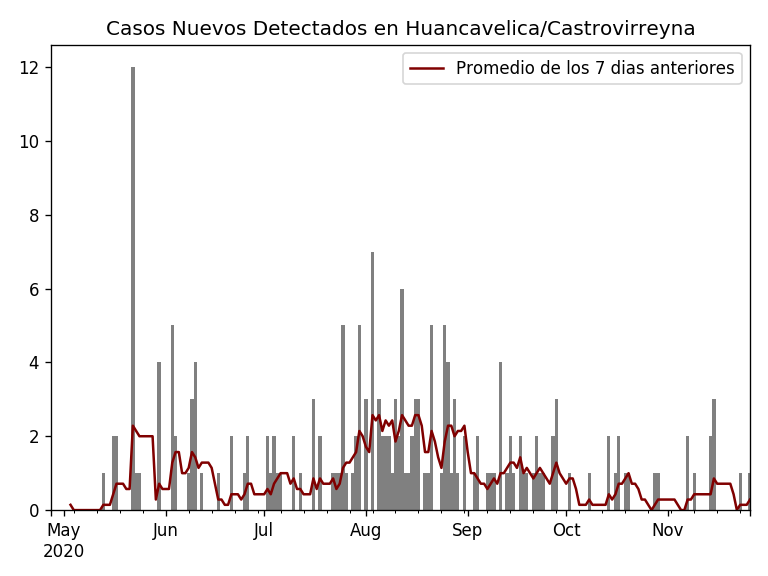 Casos Nuevos Detectados en Huancavelica/Castrovirreyna
Promedio de los 7 dias anteriores
12
10
8
6
4
2
0
May Jun Jul Aug Sep Oct Nov
2020